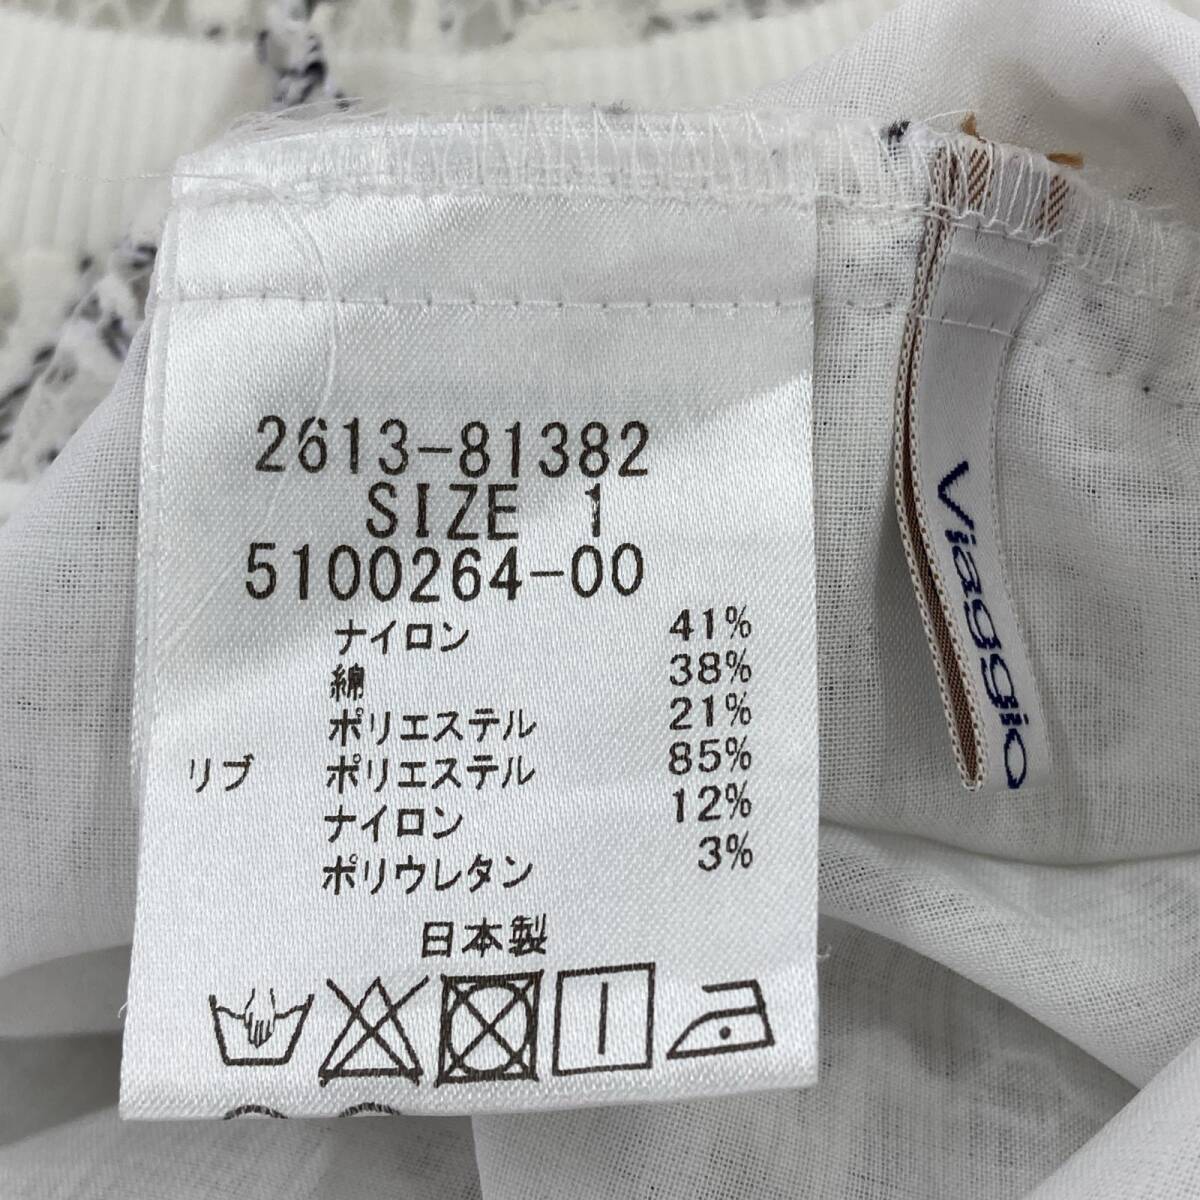 2613-81382
SIZE 1
5100264-00
ナイロン 41%
綿 38%
ポリエステル 21%
リブ ポリエステル 85%
ナイロン 12%
ポリウレタン 3%
日本製
Viaggio